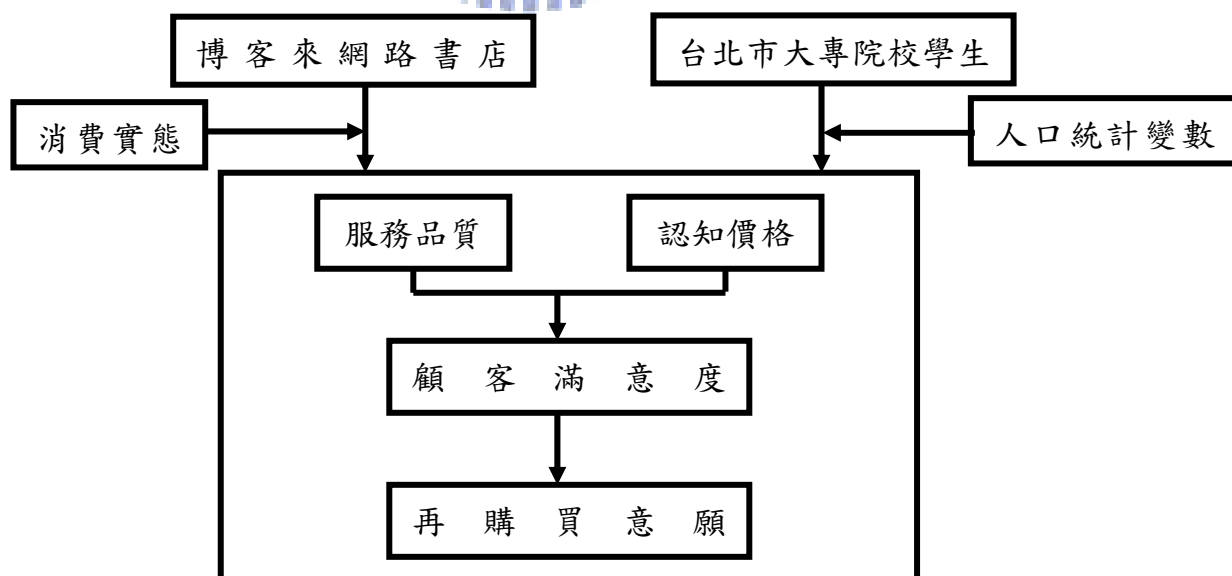 博客來網路書店
台北市大專院校學生
消費實態
人口統計變數
服務品質
認知價格
顧客滿意度
再購買意願